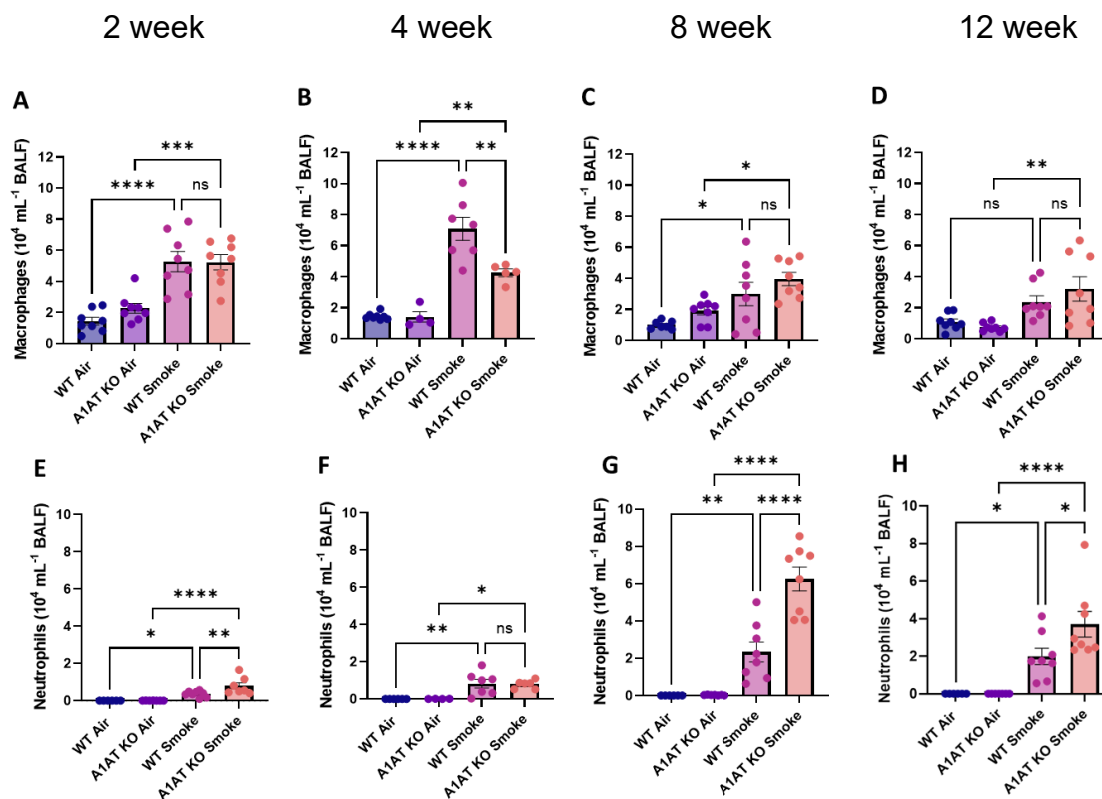 2 week 4 week 8 week 12 week
A
***
****
ns
Macrophages (10⁴ mL⁻¹ BALF)
12
10
8
6
4
2
0
WT Air
A1AT KO Air
WT Smoke
A1AT KO Smoke
B
**
**** **
Macrophages (10⁴ mL⁻¹ BALF)
12
10
8
6
4
2
0
WT Air
A1AT KO Air
WT Smoke
A1AT KO Smoke
C
*
* ns
Macrophages (10⁴ mL⁻¹ BALF)
12
10
8
6
4
2
0
WT Air
A1AT KO Air
WT Smoke
A1AT KO Smoke
D
**
ns ns
Macrophages (10⁴ mL⁻¹ BALF)
12
10
8
6
4
2
0
WT Air
A1AT KO Air
WT Smoke
A1AT KO Smoke
E
****
* **
Neutrophils (10⁴ mL⁻¹ BALF)
10
8
6
4
2
0
WT Air
A1AT KO Air
WT Smoke
A1AT KO Smoke
F
*
** ns
Neutrophils (10⁴ mL⁻¹ BALF)
10
8
6
4
2
0
WT Air
A1AT KO Air
WT Smoke
A1AT KO Smoke
G
****
** ****
Neutrophils (10⁴ mL⁻¹ BALF)
10
8
6
4
2
0
WT Air
A1AT KO Air
WT Smoke
A1AT KO Smoke
H
****
* *
Neutrophils (10⁴ mL⁻¹ BALF)
10
8
6
4
2
0
WT Air
A1AT KO Air
WT Smoke
A1AT KO Smoke